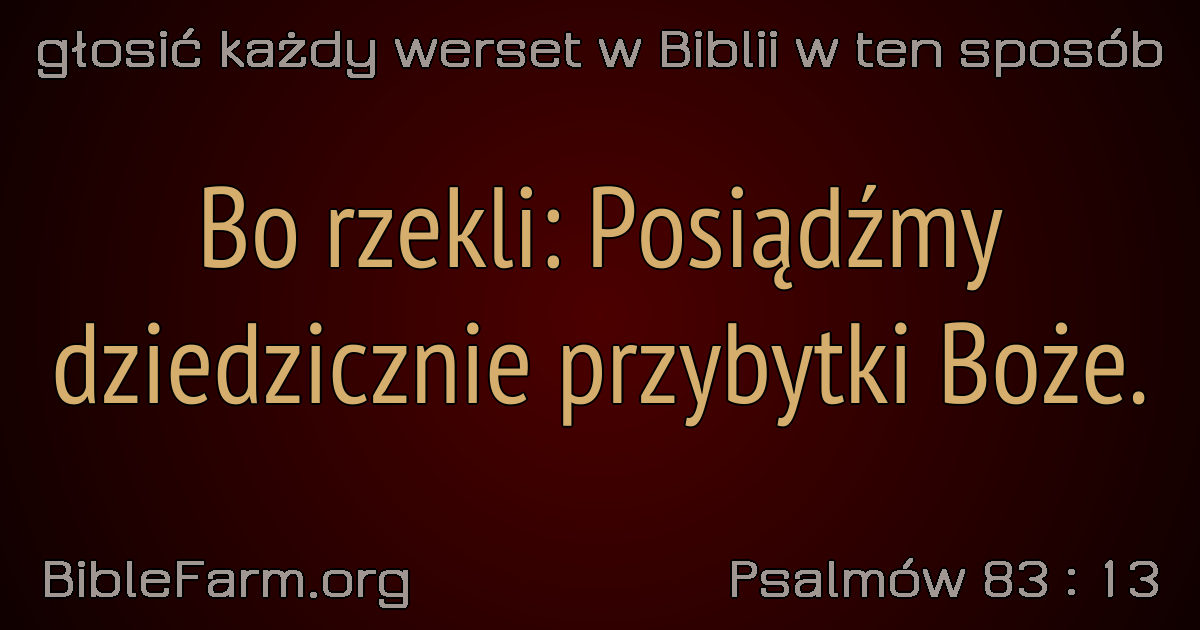 głosić każdy werset w Biblii w ten sposób
Bo rzekli: Posiądźmy
dziedzicznie przybytki Boże.
BibleFarm.org
Psalmów 83 : 13